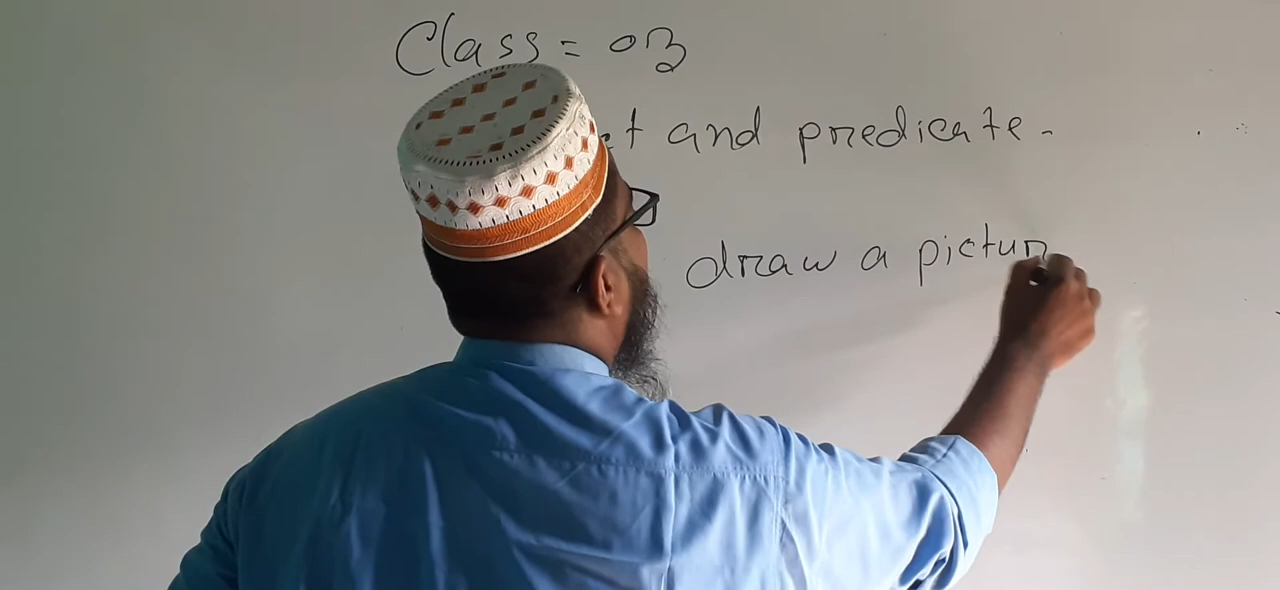 Class = 03
t and predicate.
draw a pictur